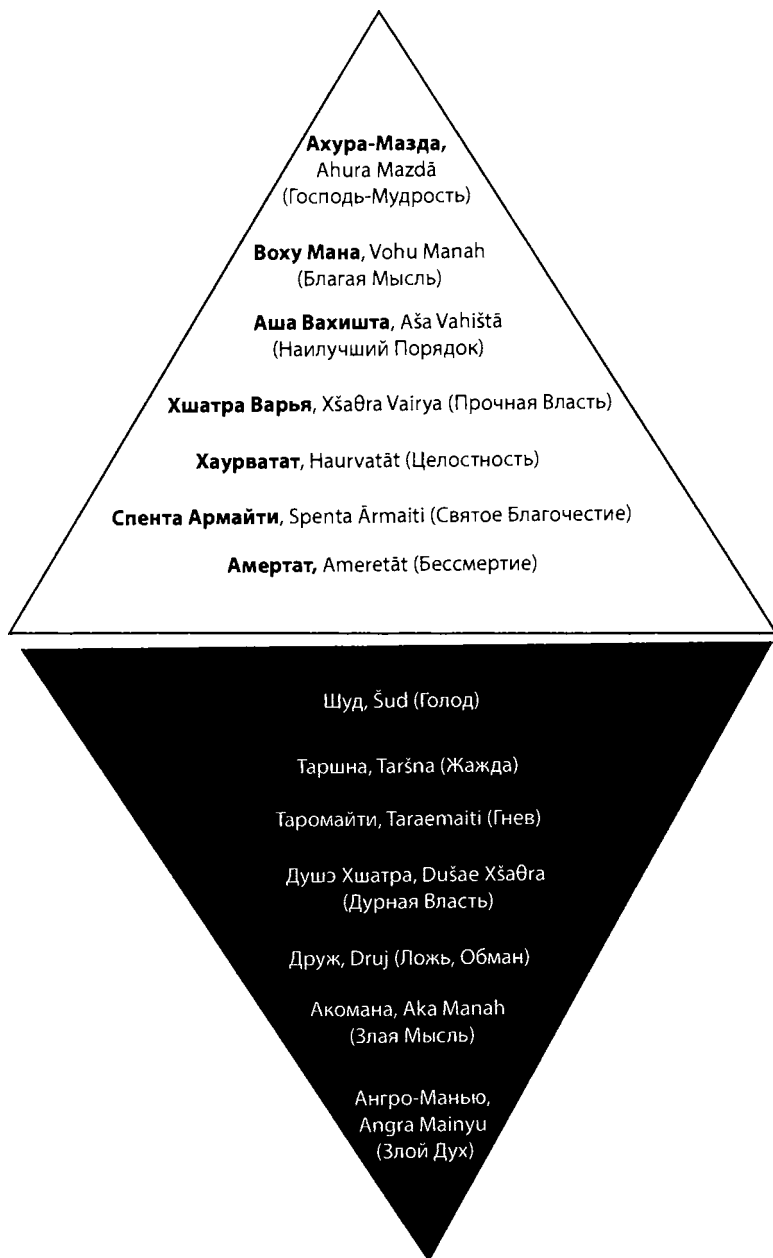 Ахура-Мазда,
Ahura Mazdā
(Господь-Мудрость)
Воху Мана, Vohu Manah
(Благая Мысль)
Аша Вахишта, Aša Vahištā
(Наилучший Порядок)
Хшатра Варья, Xšaθra Vairya (Прочная Власть)
Хаурватат, Haurvatāt (Целостность)
Спента Армайти, Spenta Ārmaiti (Святое Благочестие)
Амертат, Ameretāt (Бессмертие)
Шуд, Šud (Голод)
Таршна, Taršna (Жажда)
Таромайти, Taraemaiti (Гнев)
Душэ Хшатра, Dušae Xšaθra
(Дурная Власть)
Друж, Druj (Ложь, Обман)
Акомана, Aka Manah
(Злая Мысль)
Ангро-Манью,
Angra Mainyu
(Злой Дух)